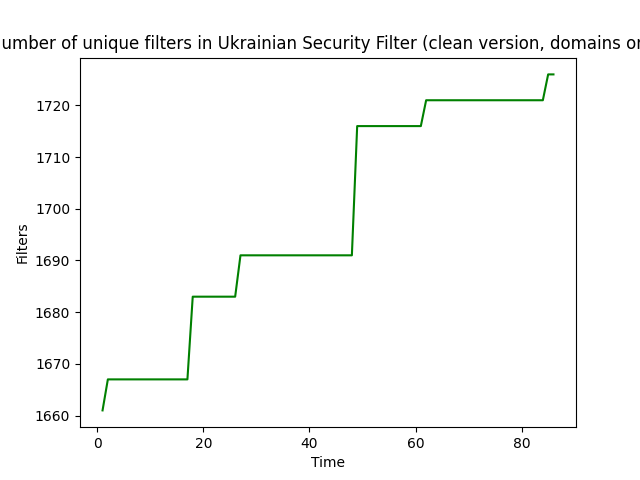 umber of unique filters in Ukrainian Security Filter (clean version, domains or
1720
1710
1700
1690
1680
1670
1660
Filters
0 20 40 60 80
Time